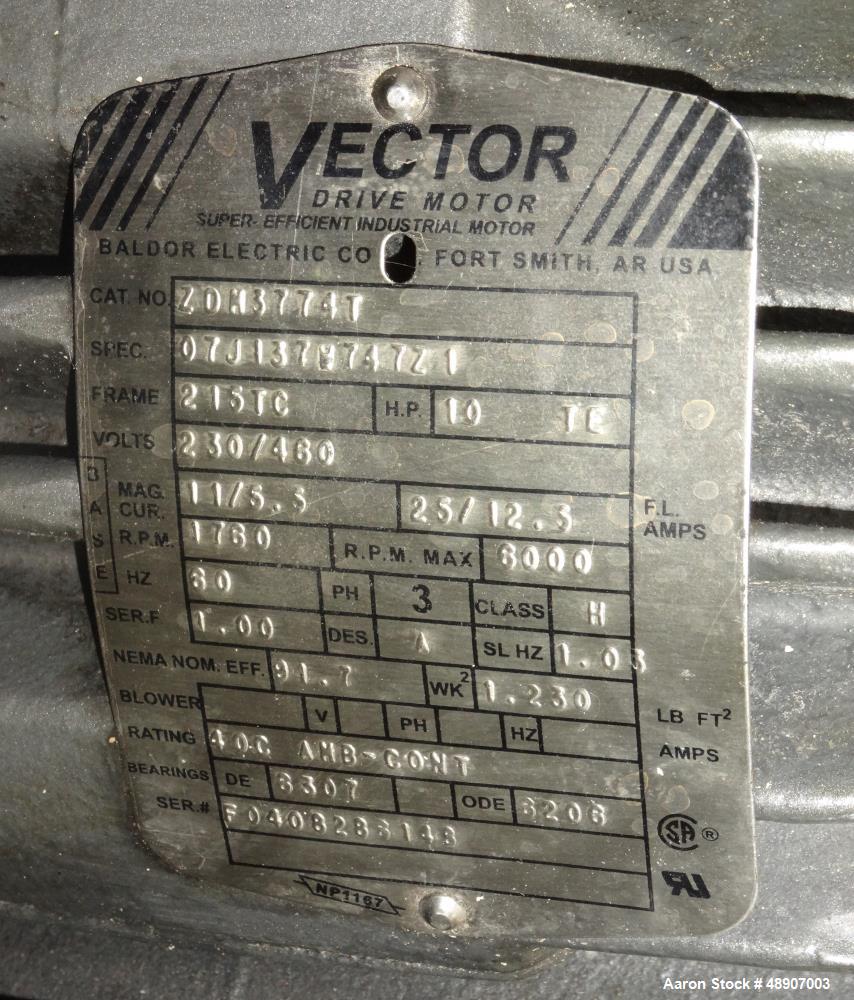 VECTOR
DRIVE MOTOR
SUPER-EFFICIENT INDUSTRIAL MOTOR
BALDOR ELECTRIC CO. FORT SMITH, AR USA
CAT. NO. ZDM3774T
SPEC. 07J137W747Z1
FRAME 215TC H.P. 10 TE
VOLTS 230/460
BASE
MAG. CUR. 11/5.5 25/12.5 F.L. AMPS
R.P.M. 1760 R.P.M. MAX 6000
HZ 60 PH 3 CLASS H
SER.F 1.00 DES. A SL HZ 1.03
NEMA NOM. EFF. 91.7 WK2 1.230 LB FT2
BLOWER V PH HZ AMPS
RATING 40C AMB-CONT
BEARINGS DE 6307 ODE 6206
SER.#
NP1167
SA ®
Aaron Stock # 48907003